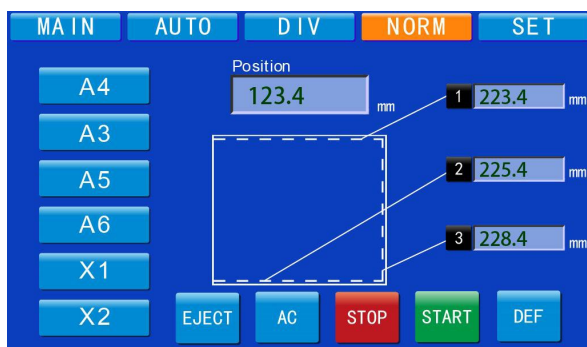 MAIN AUTO DIV NORM SET
Position
A4 123.4 mm 1 223.4 mm
A3
A5 2 225.4 mm
A6 3 228.4 mm
X1
X2 EJECT AC STOP START DEF